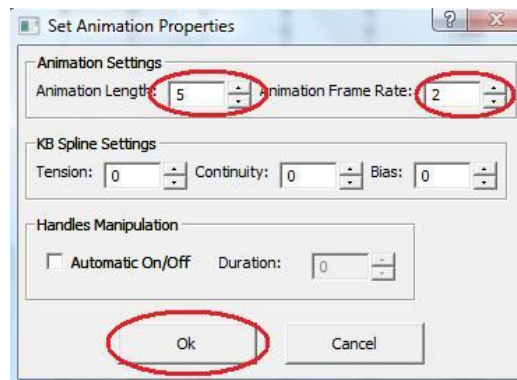 Set Animation Properties
Animation Settings
Animation Length: 5 Animation Frame Rate: 2
KB Spline Settings
Tension: 0 Continuity: 0 Bias: 0
Handles Manipulation
Automatic On/Off Duration: 0
Ok Cancel